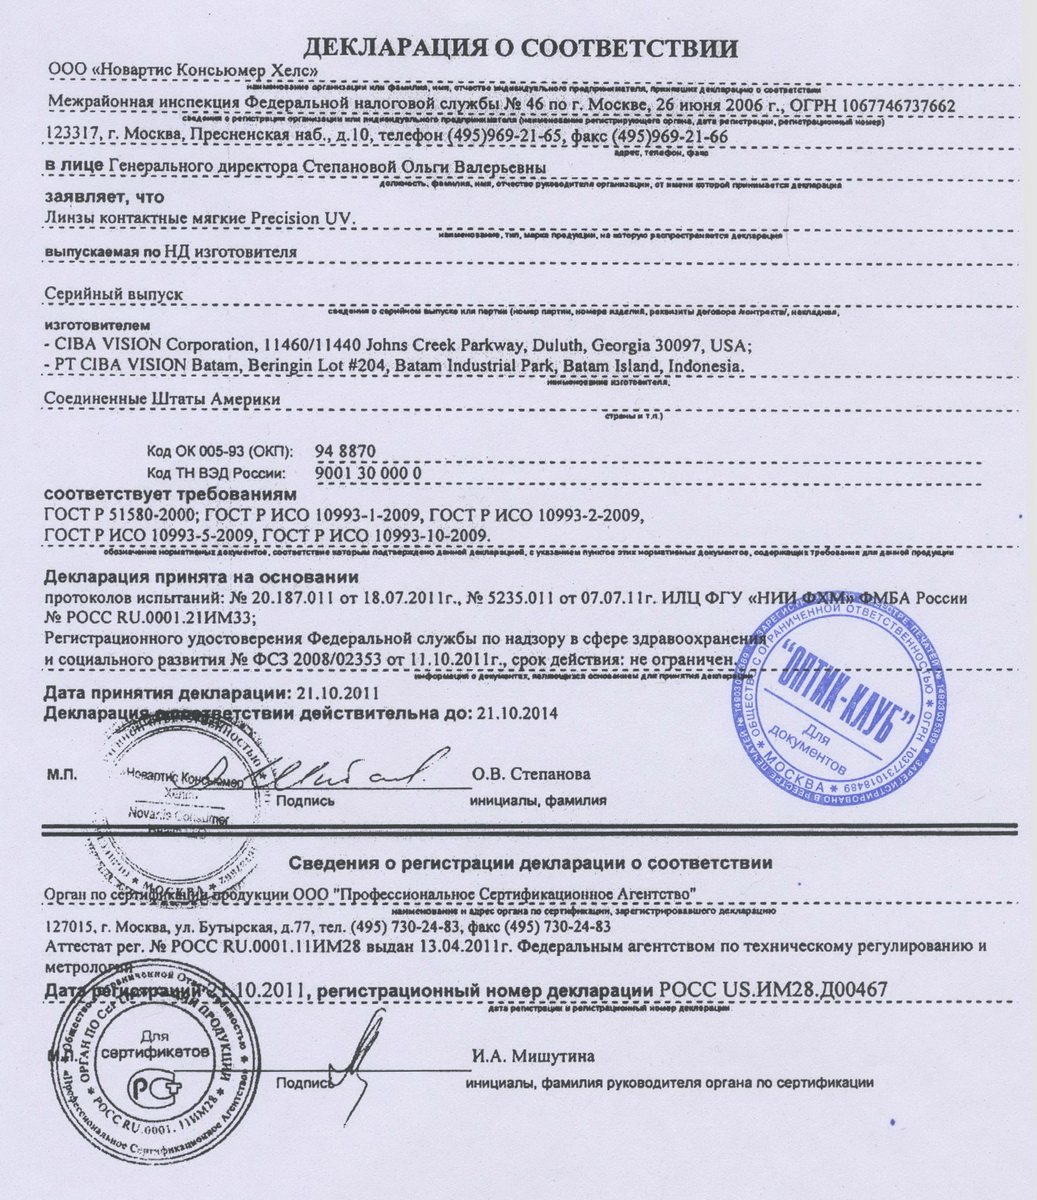 ДЕКЛАРАЦИЯ О СООТВЕТСТВИИ
ООО «Новартис Консьюмер Хелс»
наименование организации или фамилия, имя, отчество индивидуального предпринимателя, принявших декларацию о соответствии
Межрайонная инспекция Федеральной налоговой службы № 46 по г. Москве, 26 июня 2006 г., ОГРН 1067746737662
сведения о регистрации организации или индивидуального предпринимателя (наименование регистрирующего органа, дата регистрации, регистрационный номер)
123317, г. Москва, Пресненская наб., д.10, телефон (495)969-21-65, факс (495)969-21-66
адрес, телефон, факс
в лице Генерального директора Степановой Ольги Валерьевны
должность, фамилия, имя, отчество руководителя организации, от имени которой принимается декларация
заявляет, что
Линзы контактные мягкие Precision UV.
наименование, тип, марка продукции, на которую распространяется декларация
выпускаемая по НД изготовителя
Серийный выпуск
сведения о серийном выпуске или партии (номер партии, номера изделий, реквизиты договора /контракта/, накладная,
изготовителем
- CIBA VISION Corporation, 11460/11440 Johns Creek Parkway, Duluth, Georgia 30097, USA;
- PT CIBA VISION Batam, Beringin Lot #204, Batam Industrial Park, Batam Island, Indonesia.
наименование изготовителя,
Соединенные Штаты Америки
страны и т.п.)
Код ОК 005-93 (ОКП): 94 8870
Код ТН ВЭД России: 9001 30 000 0
соответствует требованиям
ГОСТ Р 51580-2000; ГОСТ Р ИСО 10993-1-2009, ГОСТ Р ИСО 10993-2-2009,
ГОСТ Р ИСО 10993-5-2009, ГОСТ Р ИСО 10993-10-2009.
обозначение нормативных документов, соответствие которым подтверждено данной декларацией, с указанием пунктов этих нормативных документов, содержащих требования для данной продукции
Декларация принята на основании
протоколов испытаний: № 20.187.011 от 18.07.2011г., № 5235.011 от 07.07.11г. ИЛЦ ФГУ «НИИ ФХМ» ФМБА России
№ РОСС RU.0001.21ИМ33;
Регистрационного удостоверения Федеральной службы по надзору в сфере здравоохранения
и социального развития № ФСЗ 2008/02353 от 11.10.2011г., срок действия: не ограничен.
информация о документах, являющихся основанием для принятия декларации
Дата принятия декларации: 21.10.2011
Декларация о соответствии действительна до: 21.10.2014
"ОПТИК-КЛУБ"
Для
документов
ОБЩЕСТВО С ОГРАНИЧЕННОЙ ОТВЕТСТВЕННОСТЬЮ * ОГРН 1037731018489 * МОСКВА *
М.П.
О.В. Степанова
Подпись
инициалы, фамилия
Новартис Консьюмер
Хелс
Novartis Consumer
МОСКВА
Сведения о регистрации декларации о соответствии
Орган по сертификации продукции ООО "Профессиональное Сертификационное Агентство"
наименование и адрес органа по сертификации, зарегистрировавшего декларацию
127015, г. Москва, ул. Бутырская, д.77, тел. (495) 730-24-83, факс (495) 730-24-83
Аттестат рег. № РОСС RU.0001.11ИМ28 выдан 13.04.2011г. Федеральным агентством по техническому регулированию и
метрологии
Дата регистрации 21.10.2011, регистрационный номер декларации РОСС US.ИМ28.Д00467
дата регистрации и регистрационный номер декларации
М.П.
И.А. Мишутина
Подпись
инициалы, фамилия руководителя органа по сертификации
Общество с Ограниченной Ответственностью * «Профессиональное Сертификационное Агентство» *
ОРГАН ПО СЕРТИФИКАЦИИ ПРОДУКЦИИ * РОСС RU.0001.11ИМ28 *
Для
сертификатов